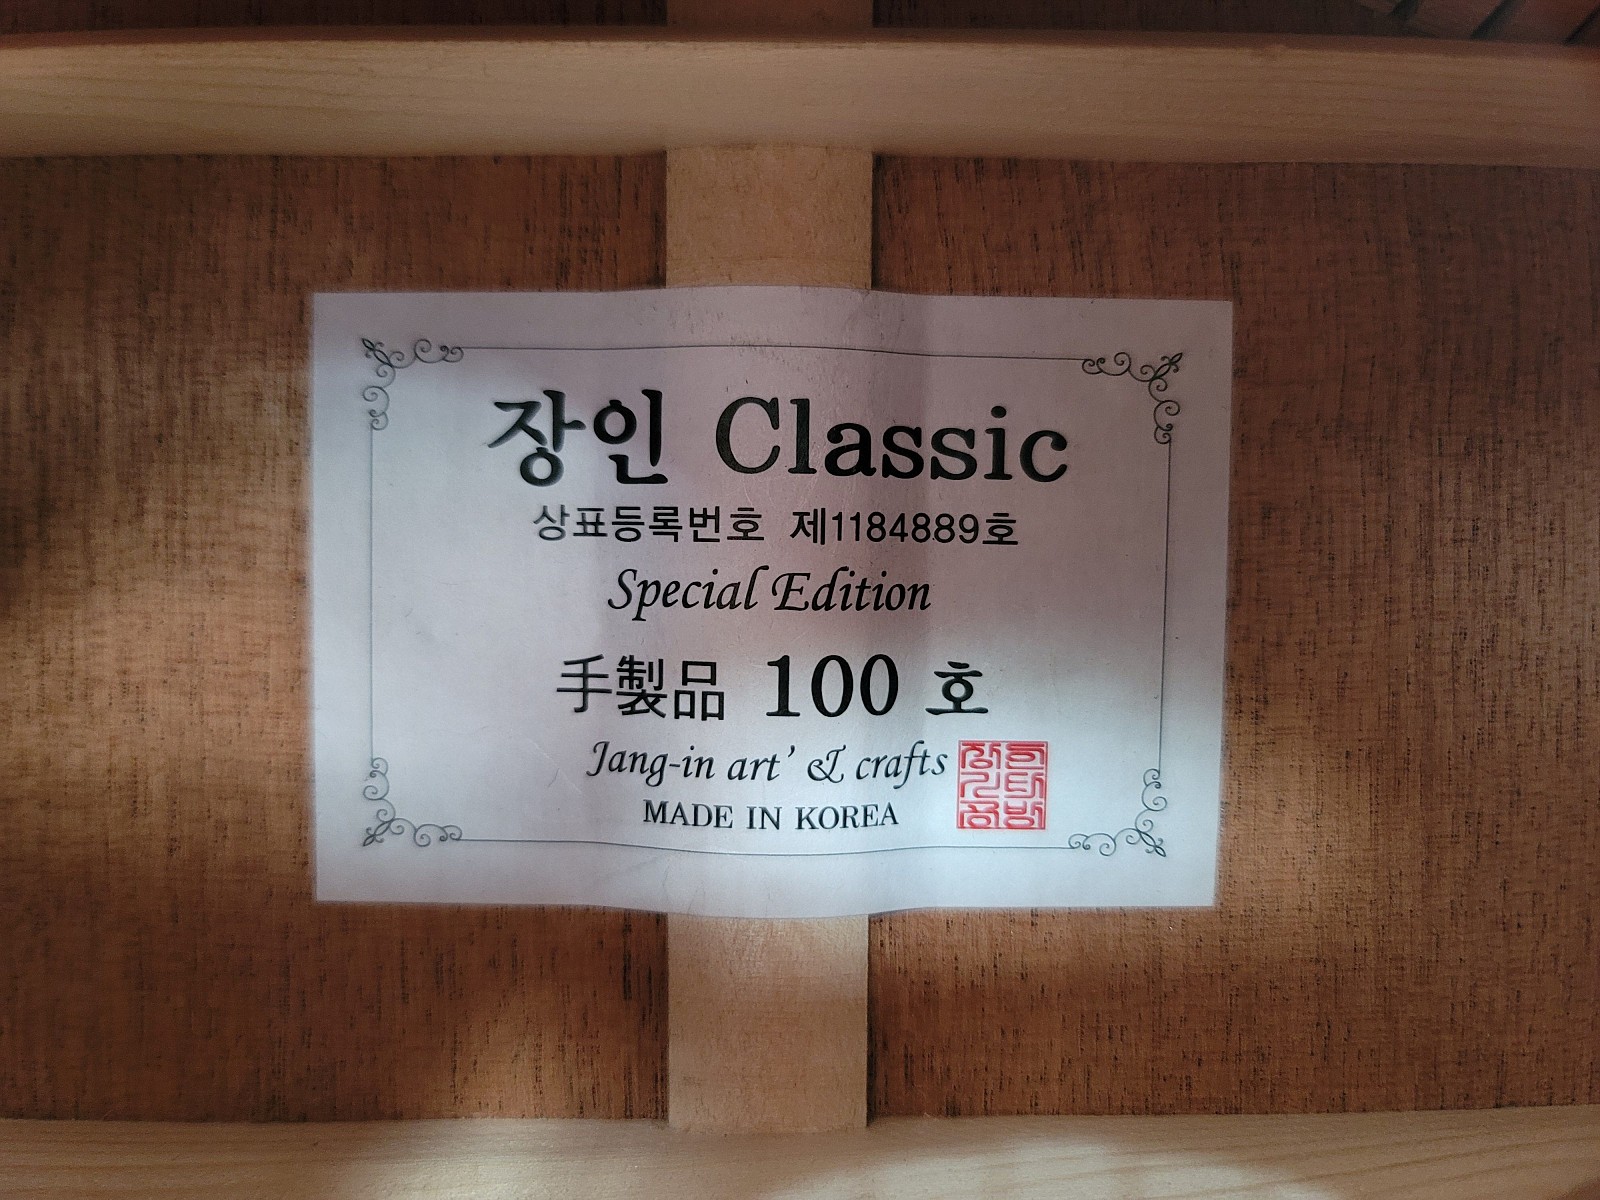 장인 Classic
상표등록번호 제1184889호
Special Edition
手製品 100 호
Jang-in art' & crafts
MADE IN KOREA